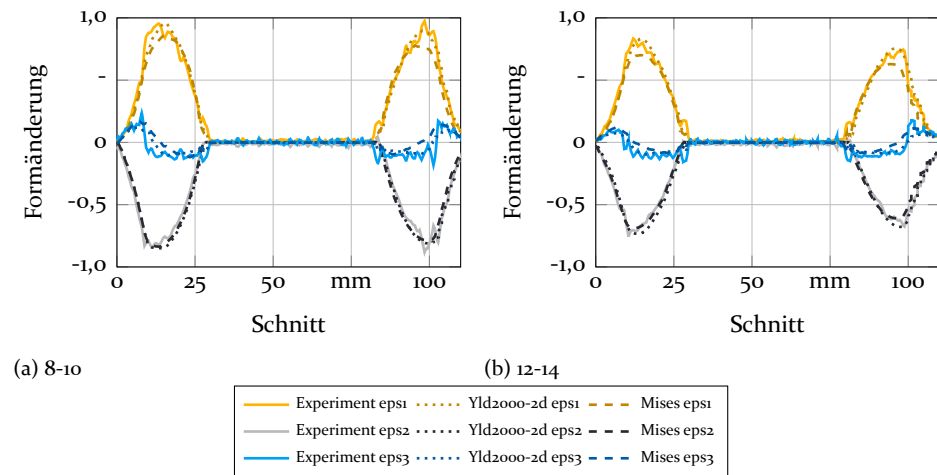 1,0
-
0
-0,5
-1,0
Formänderung
0
25
50
mm
100
Schnitt
(a) 8-10
1,0
-
0
-0,5
-1,0
Formänderung
0
25
50
mm
100
Schnitt
(b) 12-14
Experiment eps1 Yld2000-2d eps1 Mises eps1
Experiment eps2 Yld2000-2d eps2 Mises eps2
Experiment eps3 Yld2000-2d eps3 Mises eps3